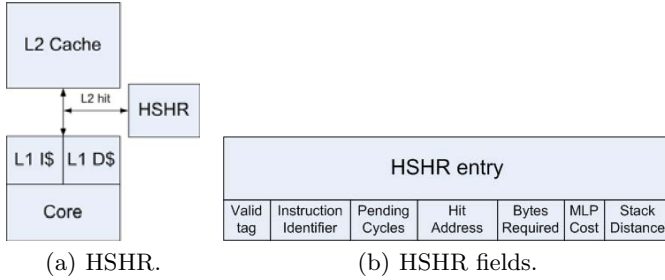 L2 Cache
L2 hit
HSHR
L1 I$ L1 D$
Core
(a) HSHR.
HSHR entry
Valid tag
Instruction Identifier
Pending Cycles
Hit Address
Bytes Required
MLP Cost
Stack Distance
(b) HSHR fields.